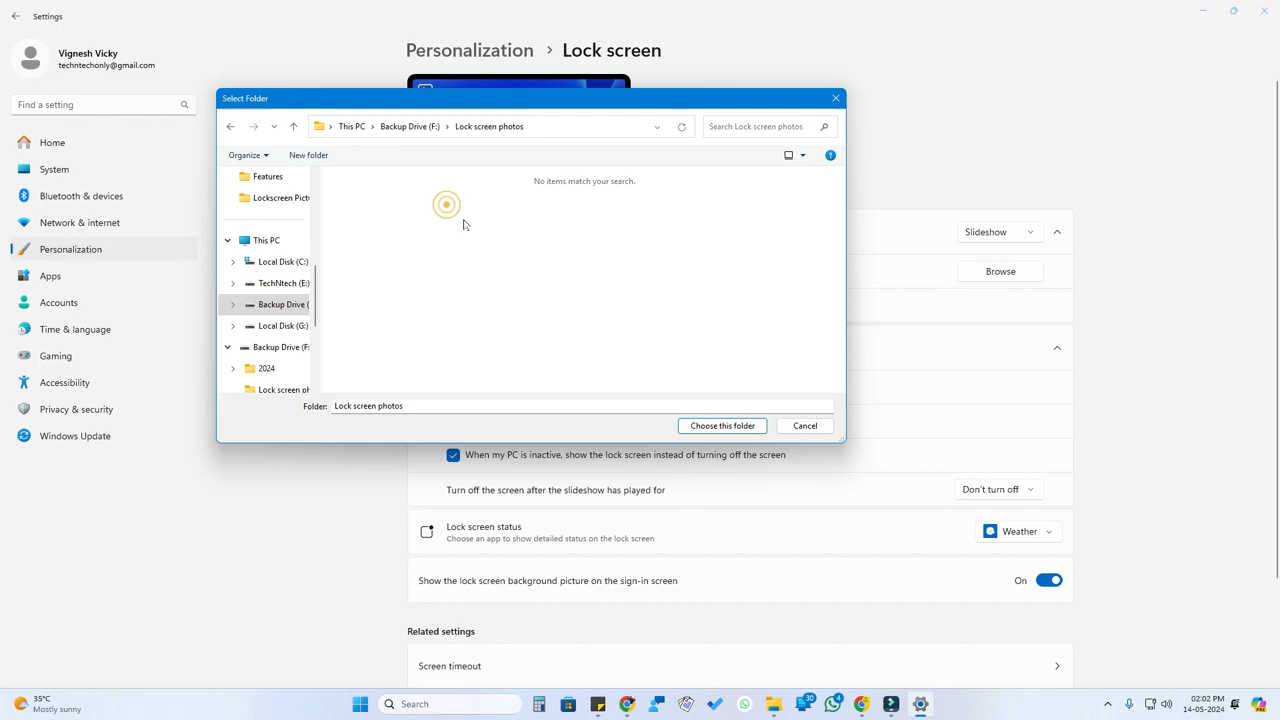 Settings
Vignesh Vicky
techntechonly@gmail.com
Find a setting
Home
System
Bluetooth & devices
Network & internet
Personalization
Apps
Accounts
Time & language
Gaming
Accessibility
Privacy & security
Windows Update
Personalization > Lock screen
Select Folder
This PC > Backup Drive (F:) > Lock screen photos
Search Lock screen photos
Organize
New folder
Features
Lockscreen Pictu
This PC
Local Disk (C:)
TechNtech (E:)
Backup Drive (
Local Disk (G:)
Backup Drive (F:
2024
Lock screen ph
No items match your search.
Folder: Lock screen photos
Choose this folder
Cancel
Slideshow
Browse
When my PC is inactive, show the lock screen instead of turning off the screen
Turn off the screen after the slideshow has played for
Don't turn off
Lock screen status
Choose an app to show detailed status on the lock screen
Weather
Show the lock screen background picture on the sign-in screen
On
Related settings
Screen timeout
35°C
Mostly sunny
Search
30
4
02:02 PM
14-05-2024